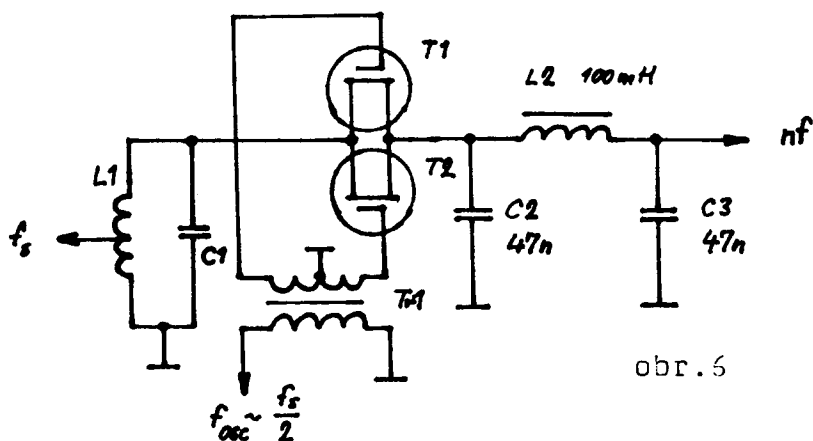 T1
L2 100mH
nf
T2
L1
fs
C1
C2
47n
C3
47n
Tr1
fosc ~ fs/2
obr.6